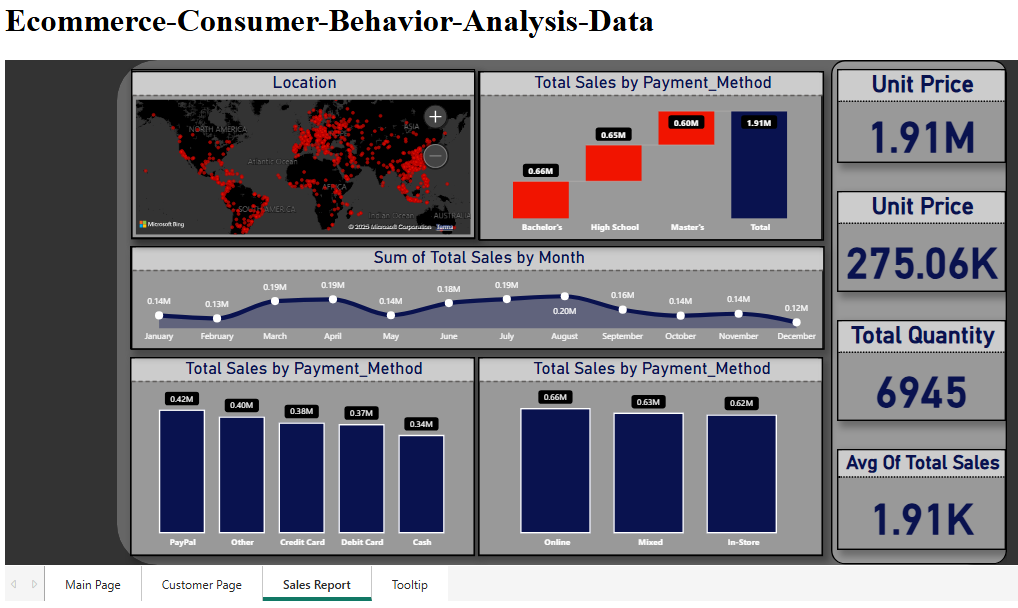 Ecommerce-Consumer-Behavior-Analysis-Data
Location
NORTH AMERICA
ASIA
Atlantic Ocean
AFRICA
SOUTH AMERICA
Indian Ocean
AUSTRALIA
Microsoft Bing
© 2025 Microsoft Corporation Terms
Total Sales by Payment_Method
0.66M
0.65M
0.60M
1.91M
Bachelor's
High School
Master's
Total
Unit Price
1.91M
Unit Price
275.06K
Total Quantity
6945
Avg Of Total Sales
1.91K
Sum of Total Sales by Month
0.14M
0.13M
0.19M
0.19M
0.14M
0.18M
0.19M
0.20M
0.16M
0.14M
0.14M
0.12M
January
February
March
April
May
June
July
August
September
October
November
December
Total Sales by Payment_Method
0.42M
0.40M
0.38M
0.37M
0.34M
PayPal
Other
Credit Card
Debit Card
Cash
Total Sales by Payment_Method
0.66M
0.63M
0.62M
Online
Mixed
In-Store
Main Page
Customer Page
Sales Report
Tooltip